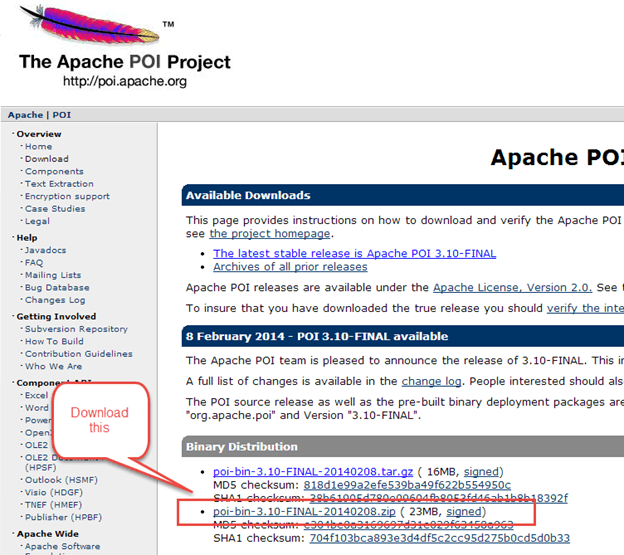 TM
The Apache POI Project
http://poi.apache.org
Apache | POI
Overview
Home
Download
Components
Text Extraction
Encryption support
Case Studies
Legal
Help
Javadocs
FAQ
Mailing Lists
Bug Database
Changes Log
Getting Involved
Subversion Repository
How To Build
Contribution Guidelines
Who We Are
Component API
Excel
Word
Power
Open
OLE2
OLE2 Document
(HPSF)
Outlook (HSMF)
Visio (HDGF)
TNEF (HMEF)
Publisher (HPBF)
Apache Wide
Apache Software
Download
this
Apache POI
Available Downloads
This page provides instructions on how to download and verify the Apache POI
see the project homepage.
The latest stable release is Apache POI 3.10-FINAL
Archives of all prior releases
Apache POI releases are available under the Apache License, Version 2.0. See t
To insure that you have downloaded the true release you should verify the inte
8 February 2014 - POI 3.10-FINAL available
The Apache POI team is pleased to announce the release of 3.10-FINAL. This in
A full list of changes is available in the change log. People interested should als
The POI source release as well as the pre-built binary deployment packages are
"org.apache.poi" and Version "3.10-FINAL".
Binary Distribution
poi-bin-3.10-FINAL-20140208.tar.gz ( 16MB, signed)
MD5 checksum: 818d1e99a2efe539ba49f622b554950c
SHA1 checksum:
poi-bin-3.10-FINAL-20140208.zip ( 23MB, signed)
MD5 checksum:
SHA1 checksum: 704f103bca893e3d4df5c2cc95d275b0cd5d0b33